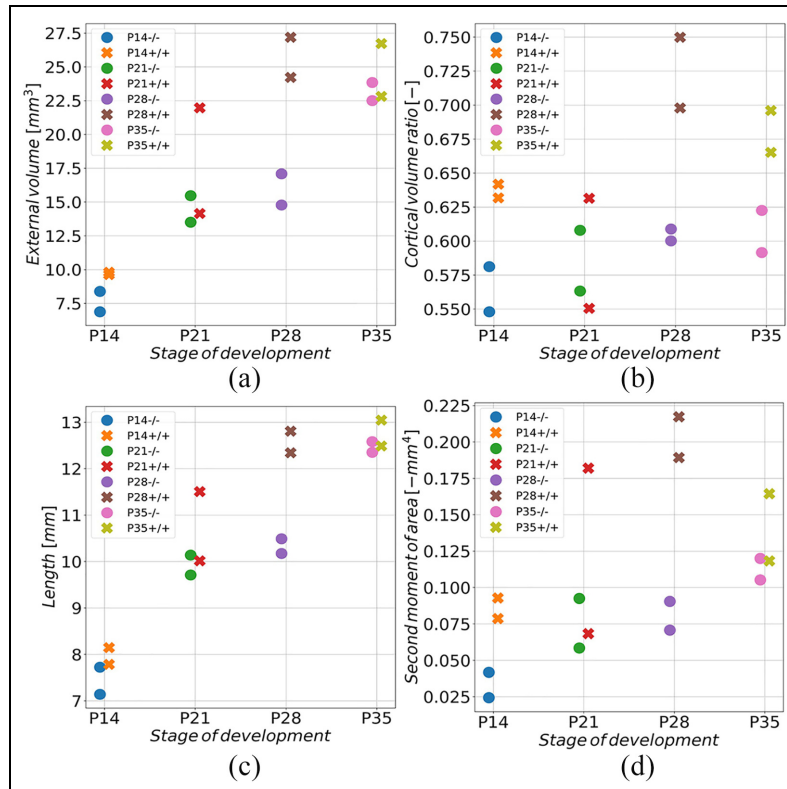 27.5
25.0
22.5
20.0
17.5
15.0
12.5
10.0
7.5
External volume [mm³]
P14-/-
P14+/+
P21-/-
P21+/+
P28-/-
P28+/+
P35-/-
P35+/+
P14 P21 P28 P35
Stage of development
(a)
0.750
0.725
0.700
0.675
0.650
0.625
0.600
0.575
0.550
Cortical volume ratio [−]
P14-/-
P14+/+
P21-/-
P21+/+
P28-/-
P28+/+
P35-/-
P35+/+
P14 P21 P28 P35
Stage of development
(b)
13
12
11
10
9
8
7
Length [mm]
P14-/-
P14+/+
P21-/-
P21+/+
P28-/-
P28+/+
P35-/-
P35+/+
P14 P21 P28 P35
Stage of development
(c)
0.225
0.200
0.175
0.150
0.125
0.100
0.075
0.050
0.025
Second moment of area [−mm⁴]
P14-/-
P14+/+
P21-/-
P21+/+
P28-/-
P28+/+
P35-/-
P35+/+
P14 P21 P28 P35
Stage of development
(d)